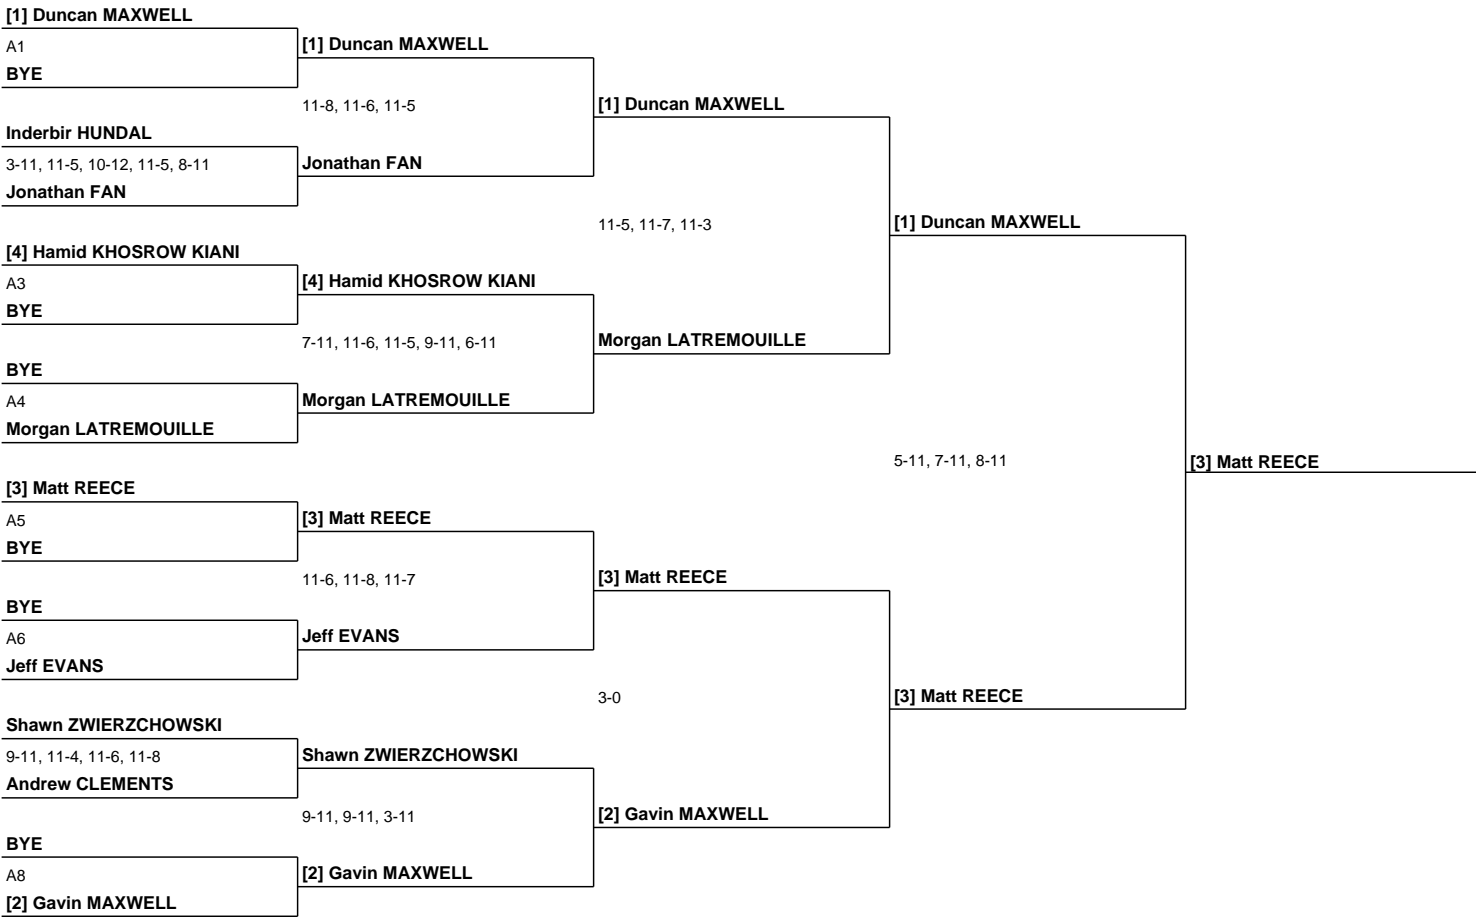 [1] Duncan MAXWELL
A1
BYE
Inderbir HUNDAL
3-11, 11-5, 10-12, 11-5, 8-11
Jonathan FAN
[4] Hamid KHOSROW KIANI
A3
BYE
BYE
A4
Morgan LATREMOUILLE
[3] Matt REECE
A5
BYE
BYE
A6
Jeff EVANS
Shawn ZWIERZCHOWSKI
9-11, 11-4, 11-6, 11-8
Andrew CLEMENTS
BYE
A8
[2] Gavin MAXWELL
[1] Duncan MAXWELL
11-8, 11-6, 11-5
Jonathan FAN
[4] Hamid KHOSROW KIANI
7-11, 11-6, 11-5, 9-11, 6-11
Morgan LATREMOUILLE
[3] Matt REECE
11-6, 11-8, 11-7
Jeff EVANS
Shawn ZWIERZCHOWSKI
9-11, 9-11, 3-11
[2] Gavin MAXWELL
[1] Duncan MAXWELL
11-5, 11-7, 11-3
Morgan LATREMOUILLE
[3] Matt REECE
3-0
[2] Gavin MAXWELL
[1] Duncan MAXWELL
5-11, 7-11, 8-11
[3] Matt REECE
[3] Matt REECE